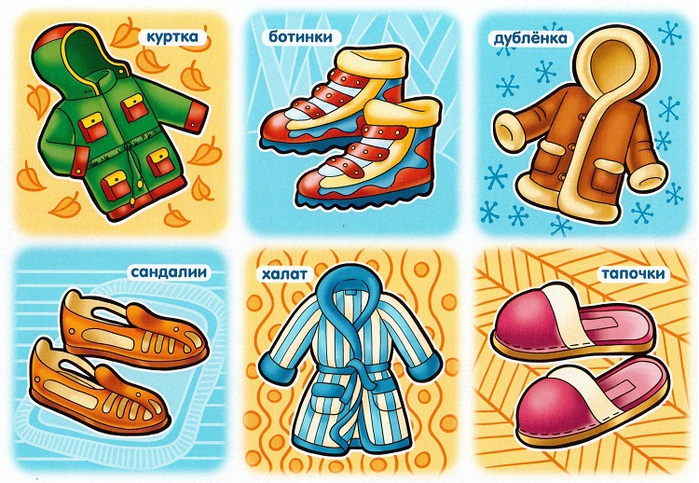 куртка
ботинки
дублёнка
сандалии
халат
тапочки